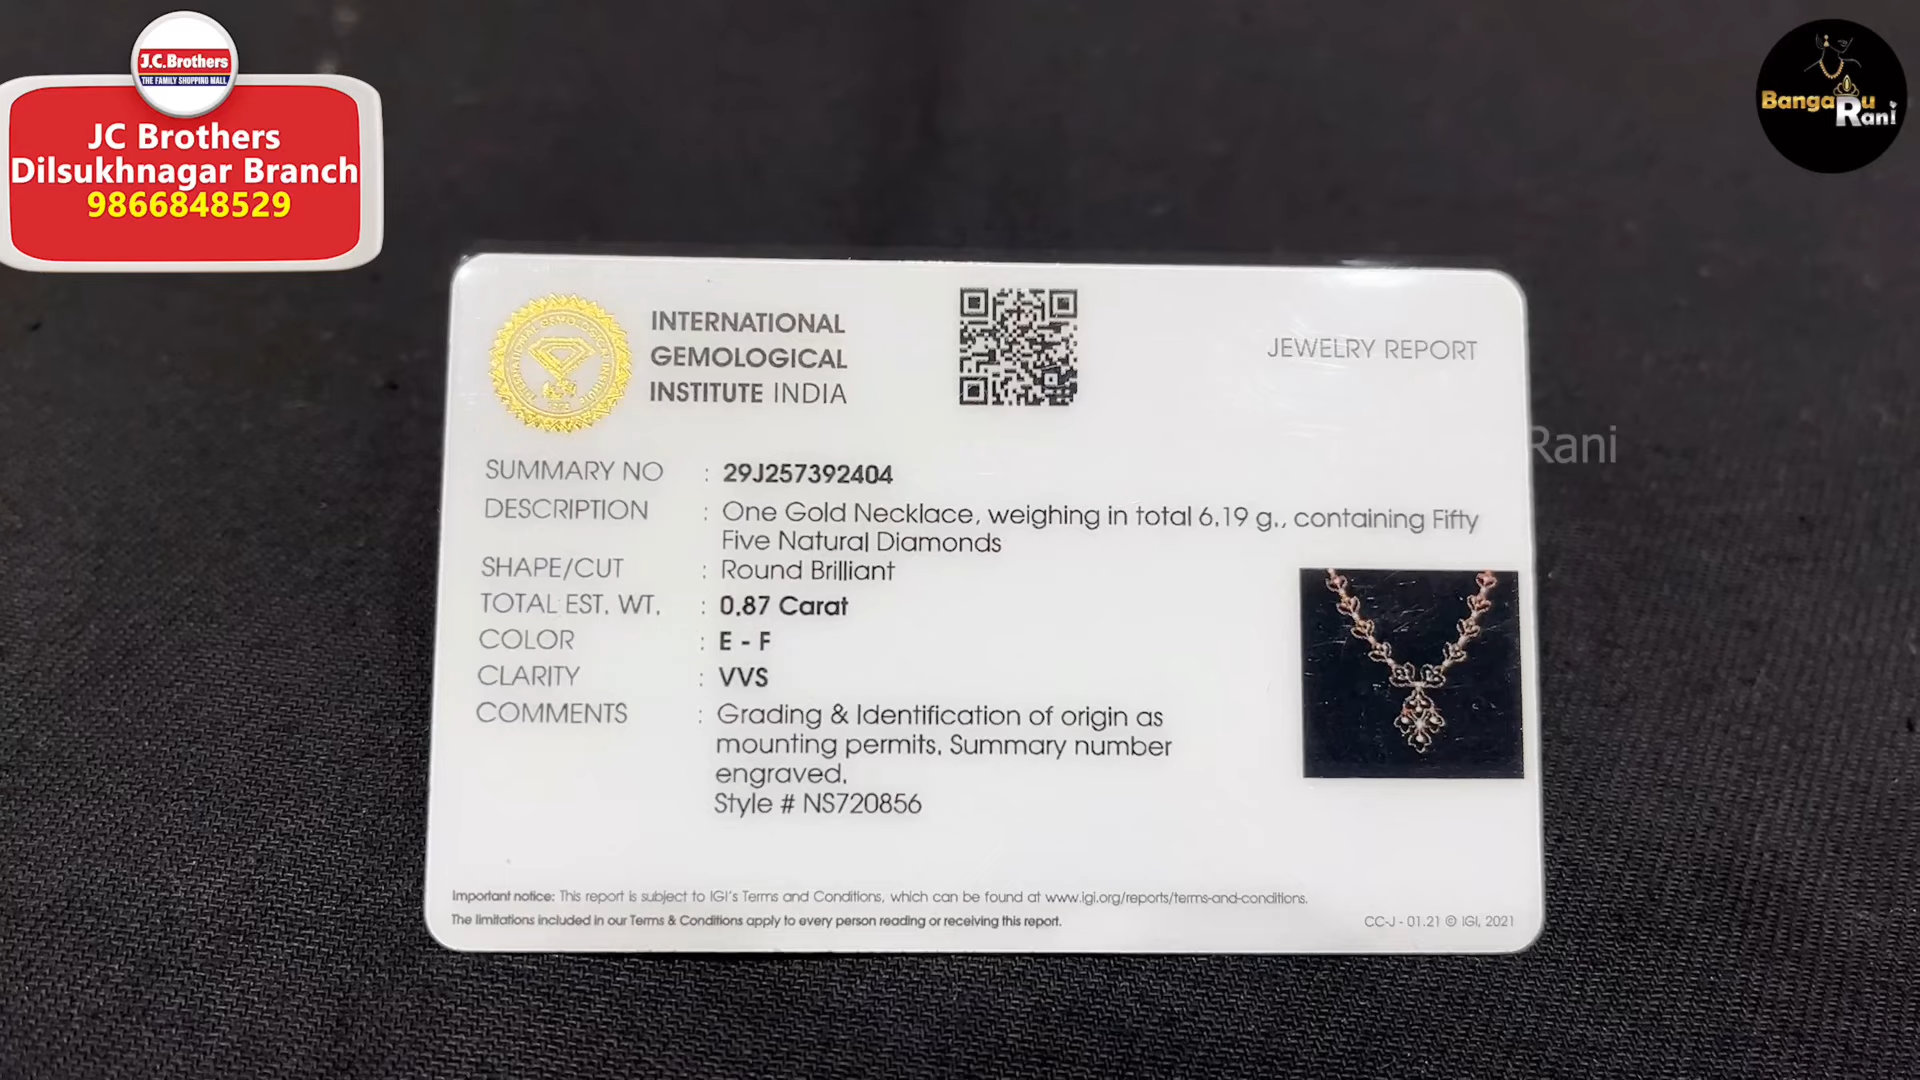 J.C.Brothers
THE FAMILY SHOPPING MALL
JC Brothers
Dilsukhnagar Branch
9866848529
Bangaru
Rani
INTERNATIONAL
GEMOLOGICAL
INSTITUTE INDIA
JEWELRY REPORT
Rani
SUMMARY NO : 29J257392404
DESCRIPTION : One Gold Necklace, weighing in total 6.19 g., containing Fifty
Five Natural Diamonds
SHAPE/CUT : Round Brilliant
TOTAL EST. WT. : 0.87 Carat
COLOR : E - F
CLARITY : VVS
COMMENTS : Grading & Identification of origin as
mounting permits. Summary number
engraved.
Style # NS720856
Important notice: This report is subject to IGI's Terms and Conditions, which can be found at www.igi.org/reports/terms-and-conditions.
The limitations included in our Terms & Conditions apply to every person reading or receiving this report.
CC-J - 01.21 © IGI, 2021